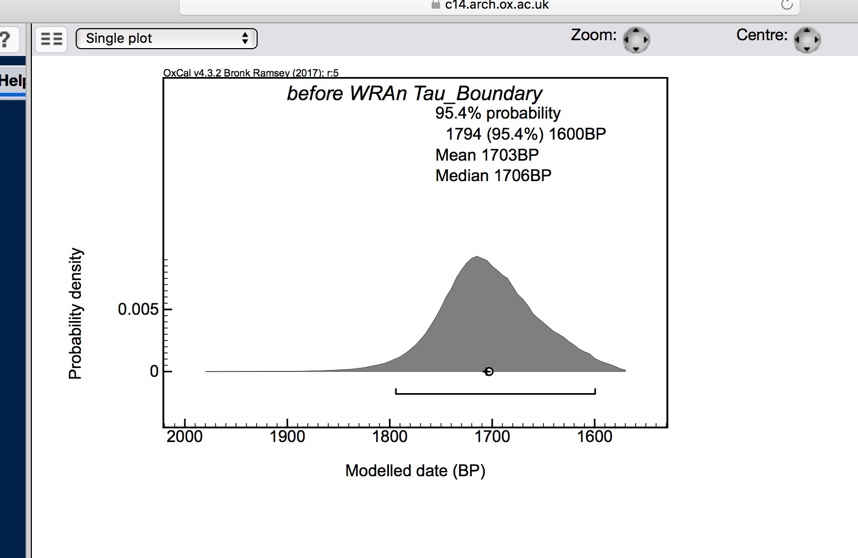 c14.arch.ox.ac.uk
?
Single plot
Zoom:
Centre:
Help
OxCal v4.3.2 Bronk Ramsey (2017); r:5
before WRAn Tau_Boundary
95.4% probability
1794 (95.4%) 1600BP
Mean 1703BP
Median 1706BP
Probability density
0.005
0
2000 1900 1800 1700 1600
Modelled date (BP)